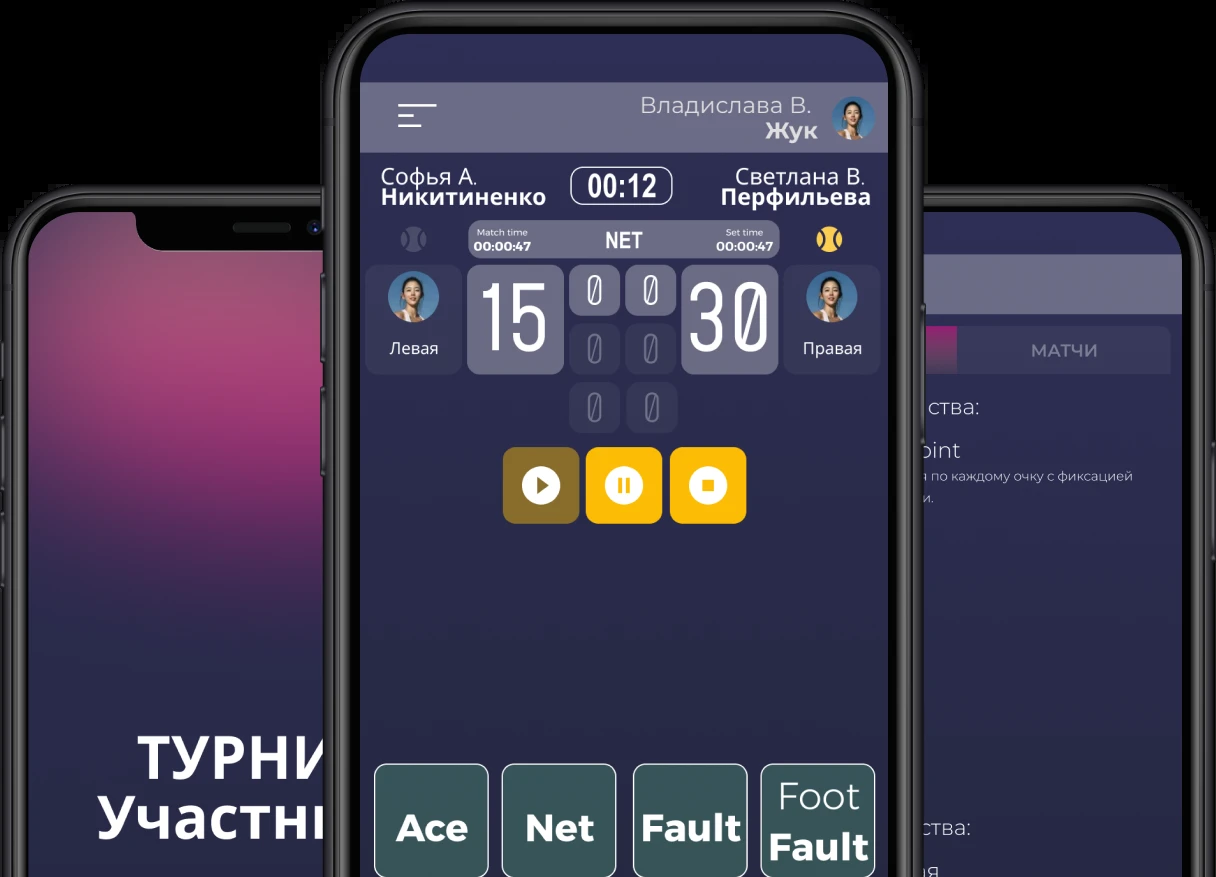 Владислава В.
Жук
Софья А.
Никитиненко
00:12
Светлана В.
Перфильева
Match time
00:00:47
NET
Set time
00:00:47
Левая
15
0 0
30
Правая
0 0
0 0
Ace
Net
Fault
Foot
Fault
ТУРНИ
Участн
МАТЧИ
ства:
oint
я по каждому очку с фиксацией
и.
ства:
ая